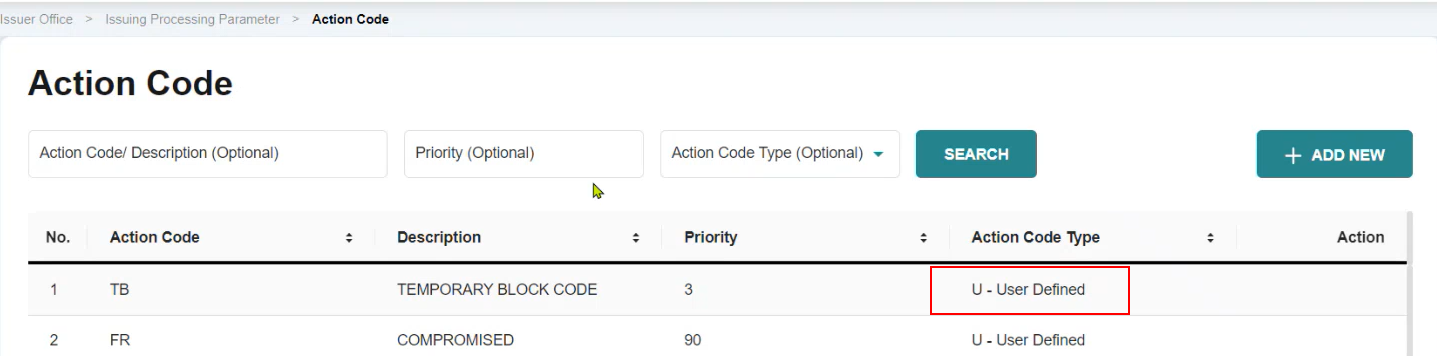 Issuer Office > Issuing Processing Parameter > Action Code
Action Code
Action Code/ Description (Optional) Priority (Optional) Action Code Type (Optional) SEARCH + ADD NEW
No. Action Code Description Priority Action Code Type Action
1 TB TEMPORARY BLOCK CODE 3 U - User Defined
2 FR COMPROMISED 90 U - User Defined